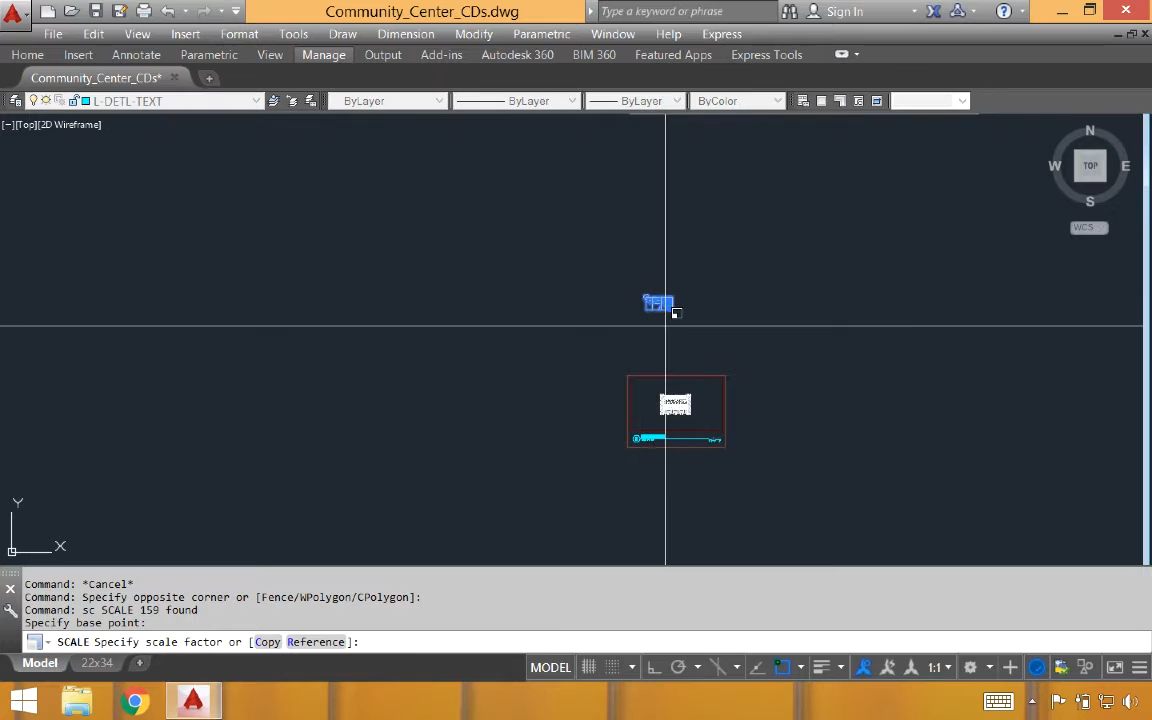 Community_Center_CDs.dwg
Type a keyword or phrase
Sign In
File Edit View Insert Format Tools Draw Dimension Modify Parametric Window Help Express
Home Insert Annotate Parametric View Manage Output Add-ins Autodesk 360 BIM 360 Featured Apps Express Tools
Community_Center_CDs*
L-DETL-TEXT ByLayer ByLayer ByLayer ByColor
[−][Top][2D Wireframe]
N
W TOP E
S
WCS
Y
X
Command: *Cancel*
Command: Specify opposite corner or [Fence/WPolygon/CPolygon]:
Command: sc SCALE 159 found
Specify base point:
SCALE Specify scale factor or [Copy Reference]:
Model 22x34 MODEL 1:1